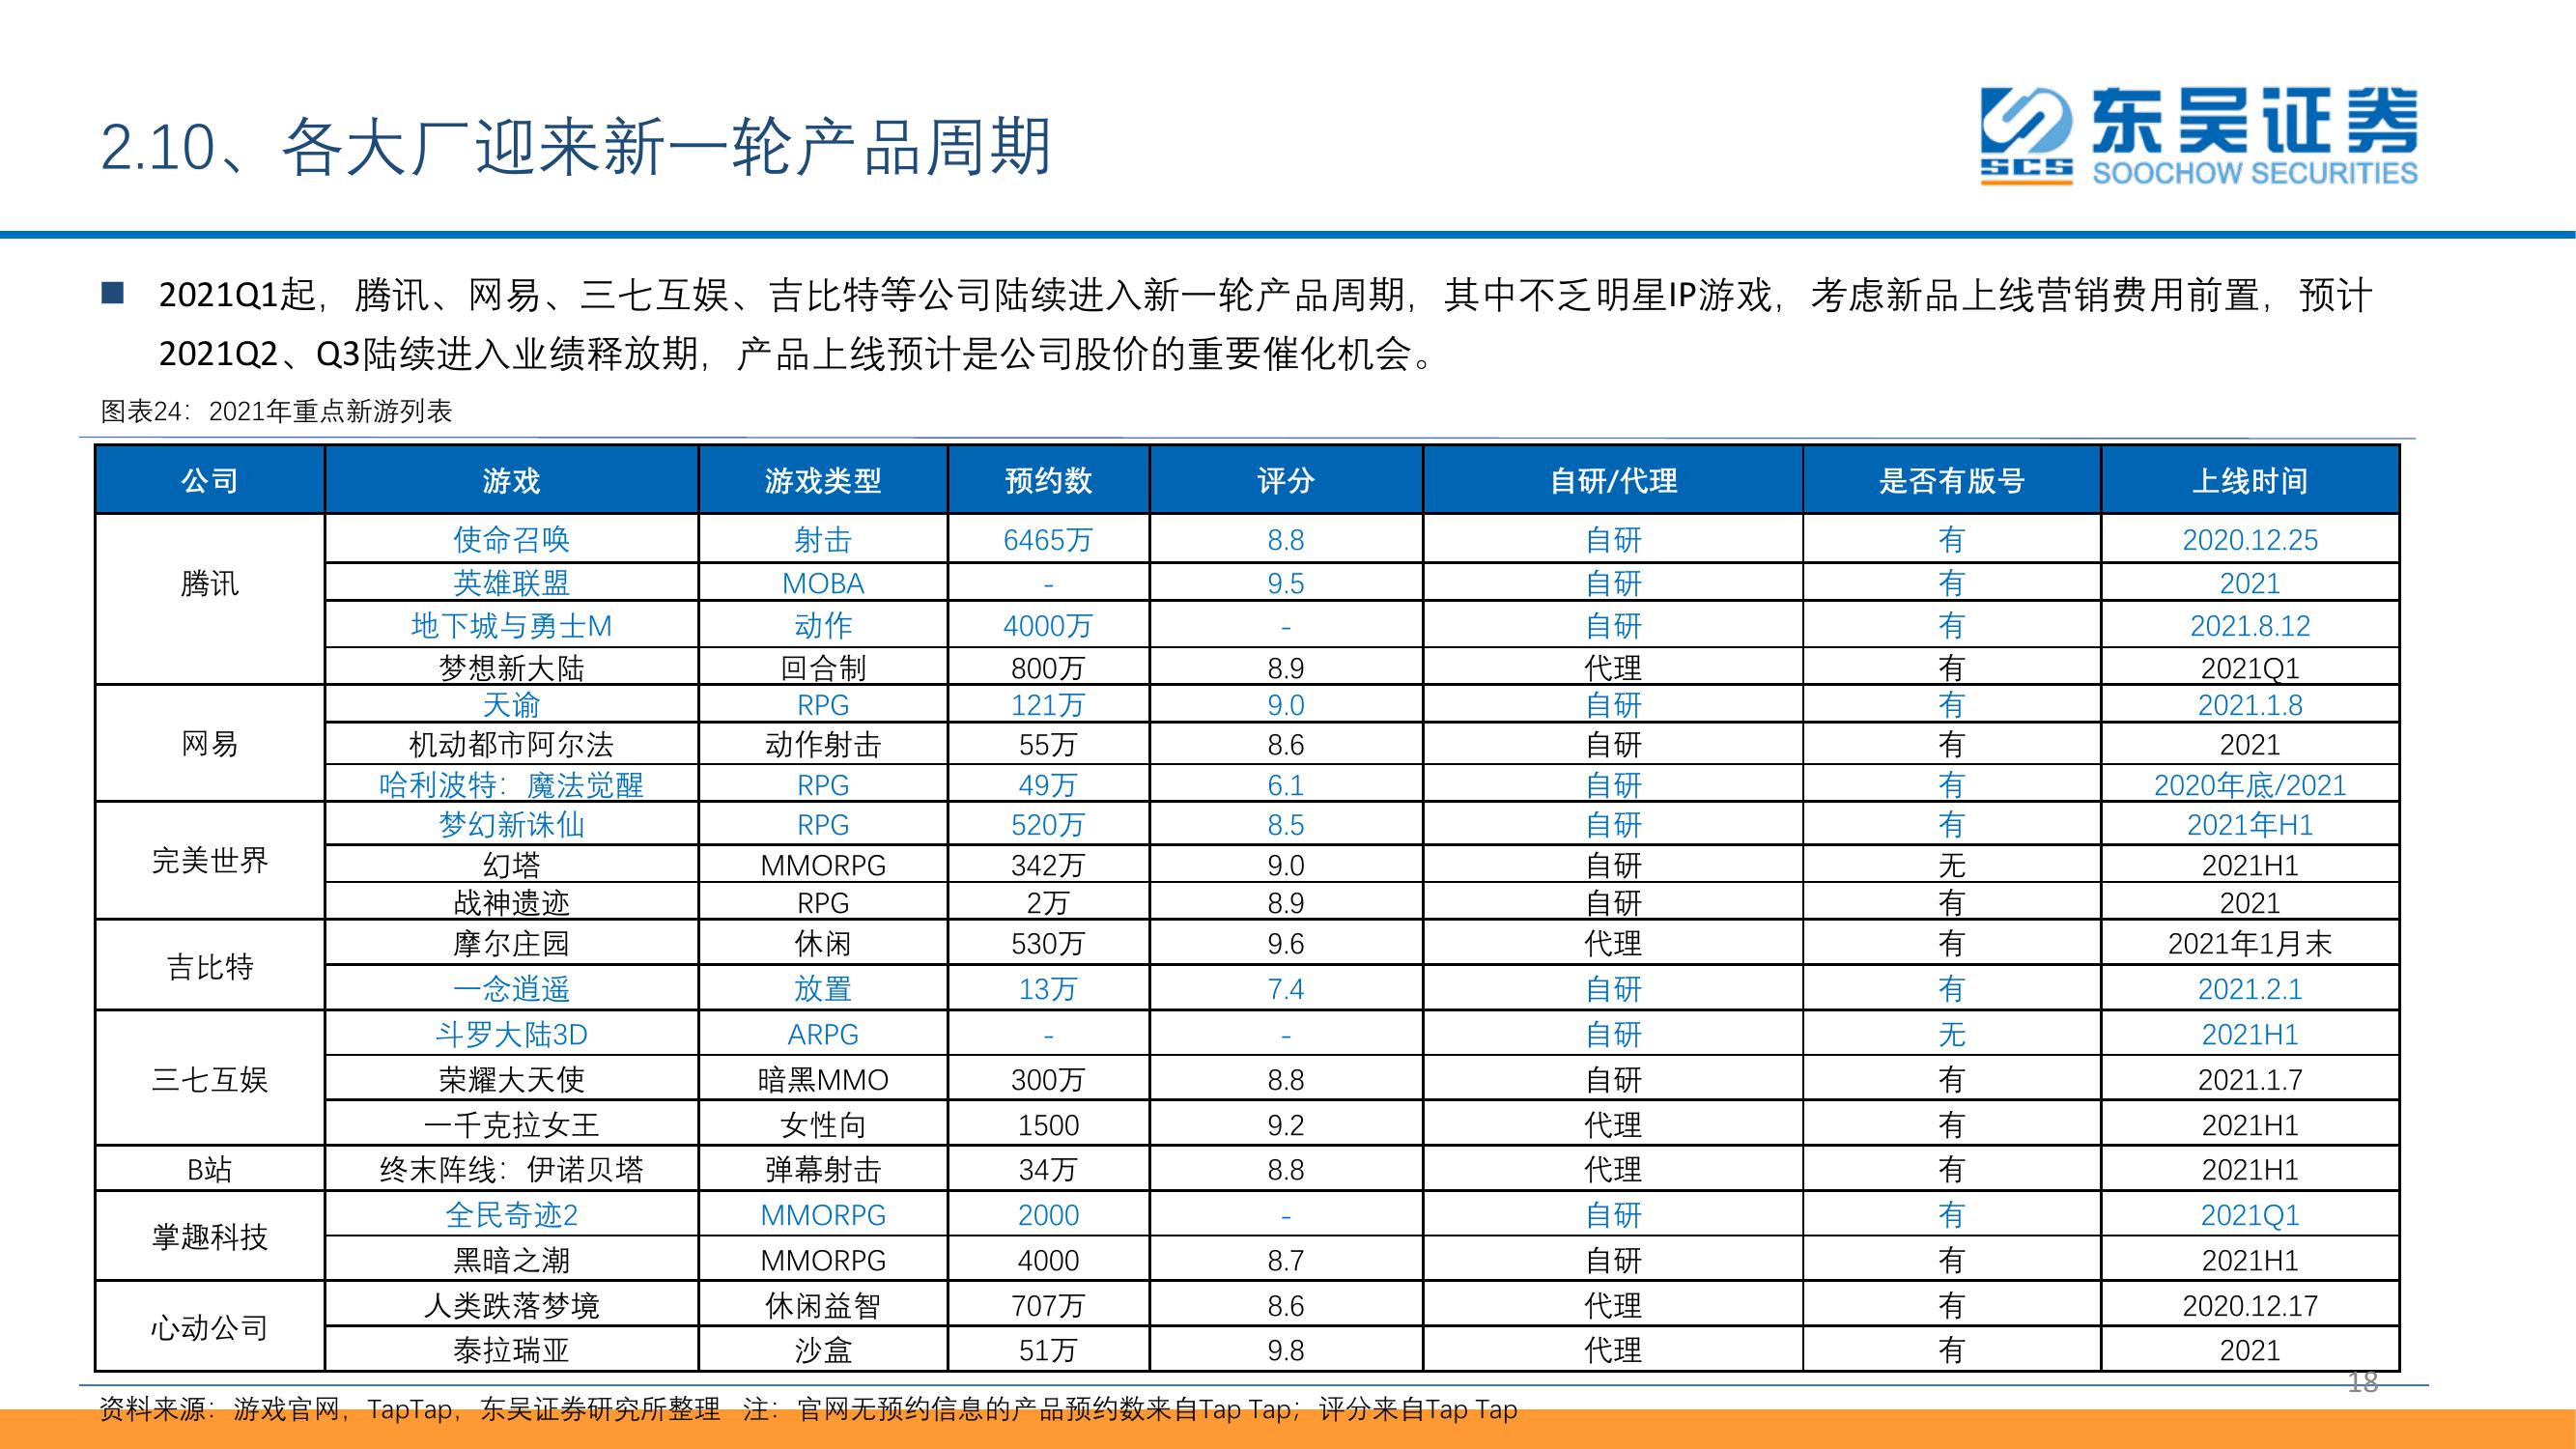 2.10、各大厂迎来新一轮产品周期
SCS
东吴证券
SOOCHOW SECURITIES
2021Q1起，腾讯、网易、三七互娱、吉比特等公司陆续进入新一轮产品周期，其中不乏明星IP游戏，考虑新品上线营销费用前置，预计
2021Q2、Q3陆续进入业绩释放期，产品上线预计是公司股价的重要催化机会。
图表24：2021年重点新游列表
公司 游戏 游戏类型 预约数 评分 自研/代理 是否有版号 上线时间
腾讯 使命召唤 射击 6465万 8.8 自研 有 2020.12.25
英雄联盟 MOBA - 9.5 自研 有 2021
地下城与勇士M 动作 4000万 - 自研 有 2021.8.12
梦想新大陆 回合制 800万 8.9 代理 有 2021Q1
网易 天谕 RPG 121万 9.0 自研 有 2021.1.8
机动都市阿尔法 动作射击 55万 8.6 自研 有 2021
哈利波特：魔法觉醒 RPG 49万 6.1 自研 有 2020年底/2021
完美世界 梦幻新诛仙 RPG 520万 8.5 自研 有 2021年H1
幻塔 MMORPG 342万 9.0 自研 无 2021H1
战神遗迹 RPG 2万 8.9 自研 有 2021
吉比特 摩尔庄园 休闲 530万 9.6 代理 有 2021年1月末
一念逍遥 放置 13万 7.4 自研 有 2021.2.1
三七互娱 斗罗大陆3D ARPG - - 自研 无 2021H1
荣耀大天使 暗黑MMO 300万 8.8 自研 有 2021.1.7
一千克拉女王 女性向 1500 9.2 代理 有 2021H1
B站 终末阵线：伊诺贝塔 弹幕射击 34万 8.8 代理 有 2021H1
掌趣科技 全民奇迹2 MMORPG 2000 - 自研 有 2021Q1
黑暗之潮 MMORPG 4000 8.7 自研 有 2021H1
心动公司 人类跌落梦境 休闲益智 707万 8.6 代理 有 2020.12.17
泰拉瑞亚 沙盒 51万 9.8 代理 有 2021
18
资料来源：游戏官网，TapTap，东吴证券研究所整理 注：官网无预约信息的产品预约数来自Tap Tap；评分来自Tap Tap